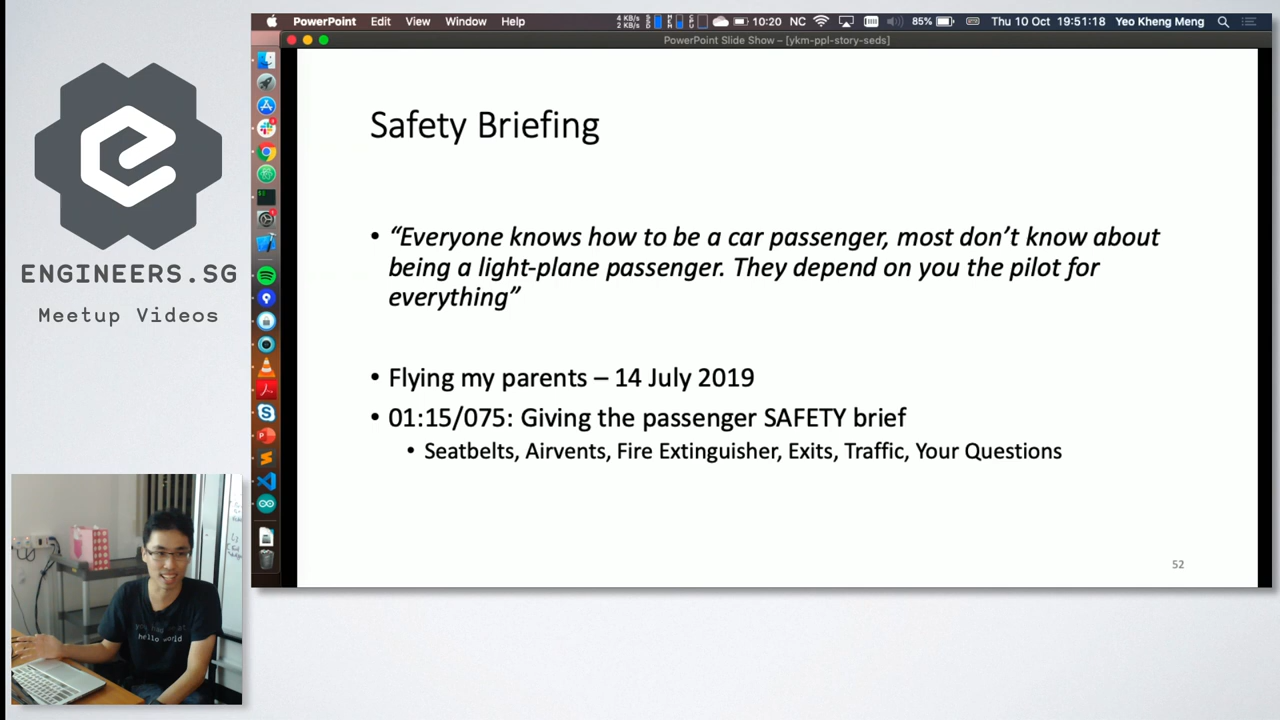 PowerPoint Edit View Window Help 4 KB/s 2 KB/s 10:20 NC 85% Thu 10 Oct 19:51:18 Yeo Kheng Meng
PowerPoint Slide Show – [ykm-ppl-story-seds]
ENGINEERS.SG
Meetup Videos
Safety Briefing
• “Everyone knows how to be a car passenger, most don’t know about
being a light-plane passenger. They depend on you the pilot for
everything”
• Flying my parents – 14 July 2019
• 01:15/075: Giving the passenger SAFETY brief
• Seatbelts, Airvents, Fire Extinguisher, Exits, Traffic, Your Questions
52
hello world